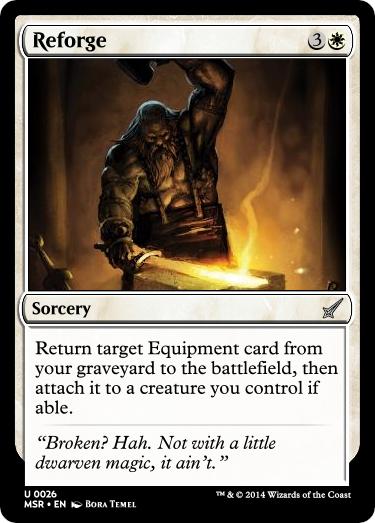 Reforge 3
Sorcery
Return target Equipment card from
your graveyard to the battlefield, then
attach it to a creature you control if
able.
“Broken? Hah. Not with a little
dwarven magic, it ain't.”
U 0026
MSR • EN Bora Temel
™ & © 2014 Wizards of the Coast